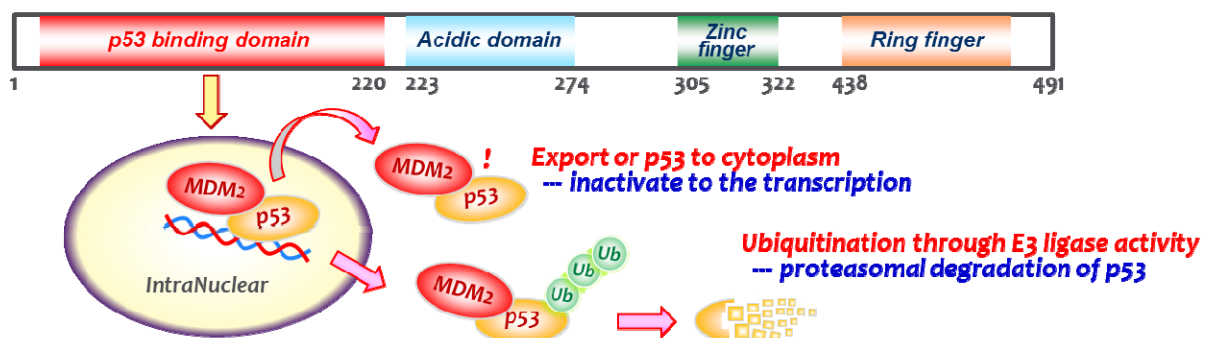 p53 binding domain
Acidic domain
Zinc
finger
Ring finger
1
220
223
274
305
322
438
491
MDM2
p53
IntraNuclear
MDM2
!
p53
Export or p53 to cytoplasm
--- inactivate to the transcription
Ubiquitination through E3 ligase activity
--- proteasomal degradation of p53
MDM2
p53
Ub
Ub
Ub